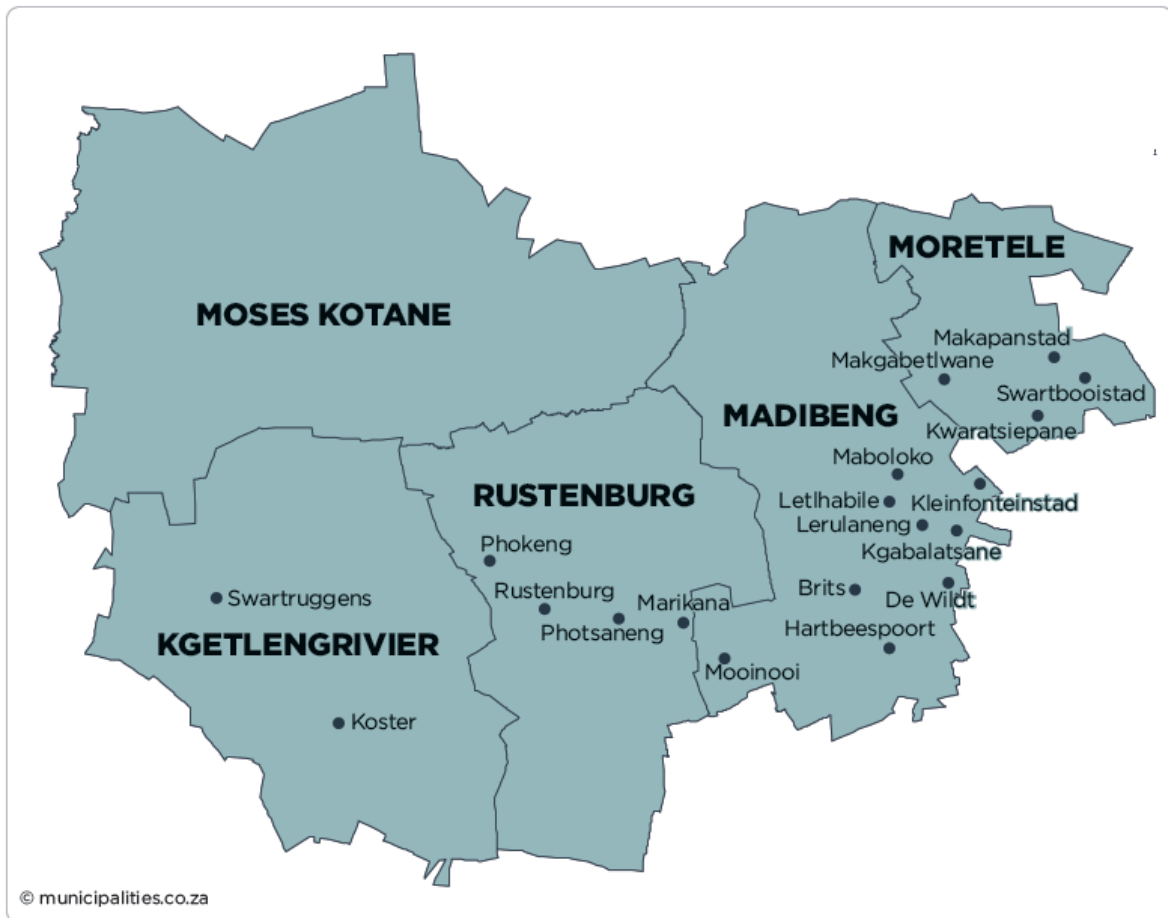 1
MORETELE
MOSES KOTANE
Makapanstad
Makgabetlwane
Swartbooistad
MADIBENG
Kwaratsiepane
Maboloko
RUSTENBURG
Letlhabile
Kleinfonteinstad
Lerulaneng
Phokeng
Kgabalatsane
Swartruggens
Rustenburg
Marikana
Brits
De Wildt
Photsaneng
Hartbeespoort
KGETLENGRIVIER
Mooinooi
Koster
© municipalities.co.za